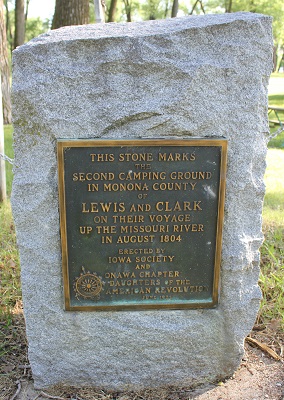 THIS STONE MARKS
THE
SECOND CAMPING GROUND
IN MONONA COUNTY
OF
LEWIS AND CLARK
ON THEIR VOYAGE
UP THE MISSOURI RIVER
IN AUGUST 1804
ERECTED BY
IOWA SOCIETY
AND
ONAWA CHAPTER
DAUGHTERS OF THE
AMERICAN REVOLUTION